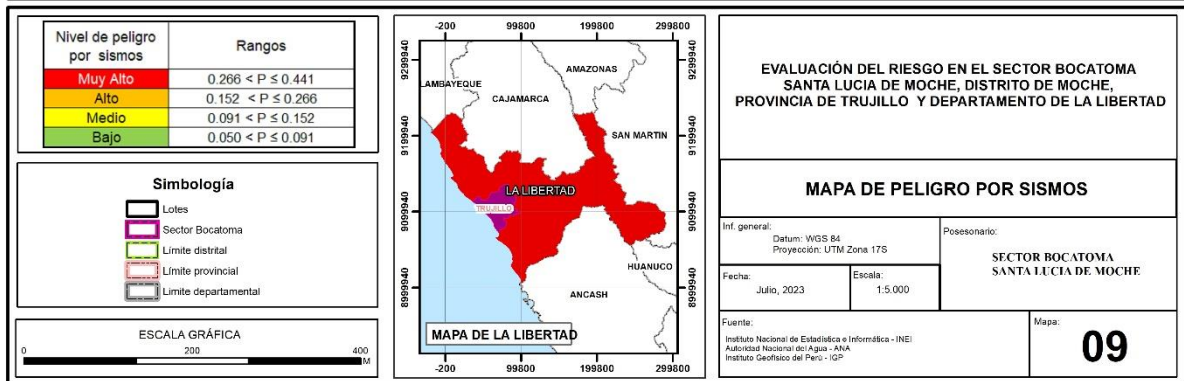 Nivel de peligro
por sismos
Rangos
Muy Alto
0.266 < P ≤ 0.441
Alto
0.152 < P ≤ 0.266
Medio
0.091 < P ≤ 0.152
Bajo
0.050 < P ≤ 0.091
Simbología
Lotes
Sector Bocatoma
Límite distrital
Límite provincial
Limite departamental
ESCALA GRÁFICA
0 200 400
M
-200 99800 199800 299800
9299940
9199940
9099940
8999940
AMAZONAS
LAMBAYEQUE
CAJAMARCA
SAN MARTIN
LA LIBERTAD
TRUJILLO
HUANUCO
ANCASH
MAPA DE LA LIBERTAD
9299940
9199940
9099940
8999940
-200 99800 199800 299800
EVALUACIÓN DEL RIESGO EN EL SECTOR BOCATOMA
SANTA LUCIA DE MOCHE, DISTRITO DE MOCHE,
PROVINCIA DE TRUJILLO Y DEPARTAMENTO DE LA LIBERTAD
MAPA DE PELIGRO POR SISMOS
Inf. general:
Datum: WGS 84
Proyección: UTM Zona 17S
Posesonario:
SECTOR BOCATOMA
SANTA LUCIA DE MOCHE
Fecha:
Julio, 2023
Escala:
1:5.000
Fuente:
Instituto Nacional de Estadística e Informática - INEI
Autoridad Nacional del Agua - ANA
Instituto Geofísico del Perú - IGP
Mapa:
09